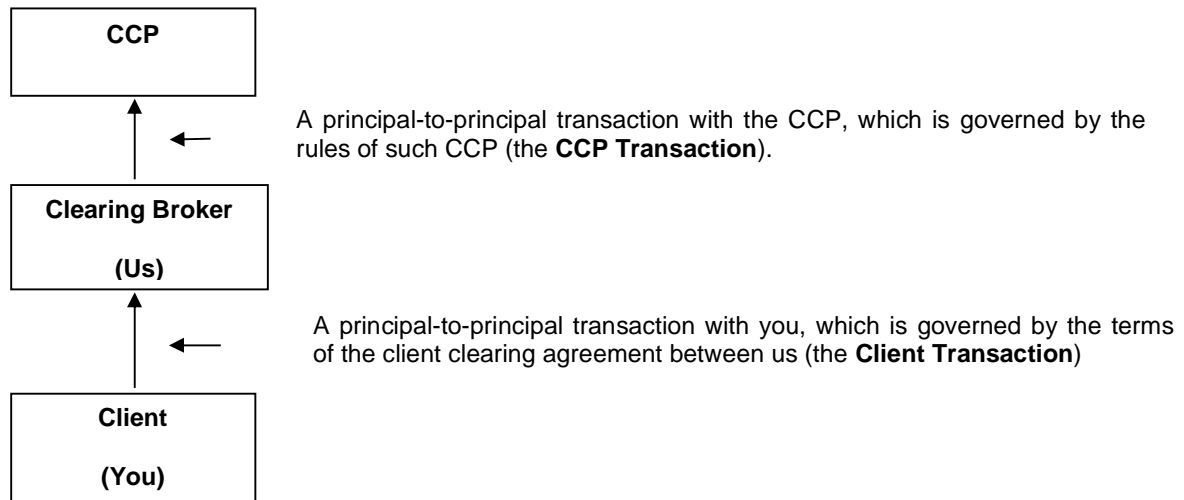 CCP
A principal-to-principal transaction with the CCP, which is governed by the
rules of such CCP (the CCP Transaction).
Clearing Broker
(Us)
A principal-to-principal transaction with you, which is governed by the terms
of the client clearing agreement between us (the Client Transaction)
Client
(You)